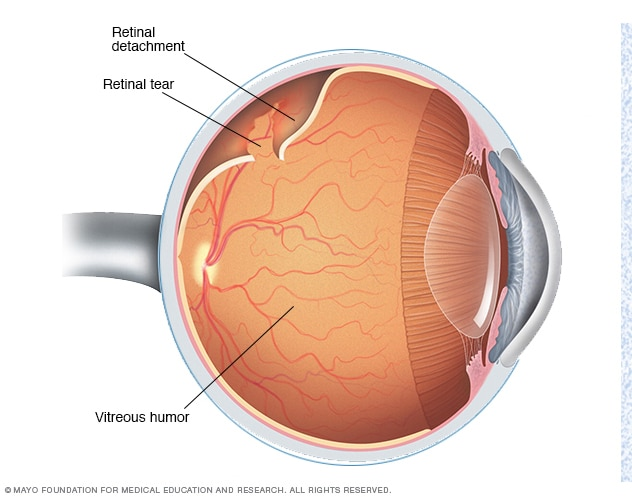 Retinal
detachment
Retinal tear
Vitreous humor
© MAYO FOUNDATION FOR MEDICAL EDUCATION AND RESEARCH. ALL RIGHTS RESERVED.